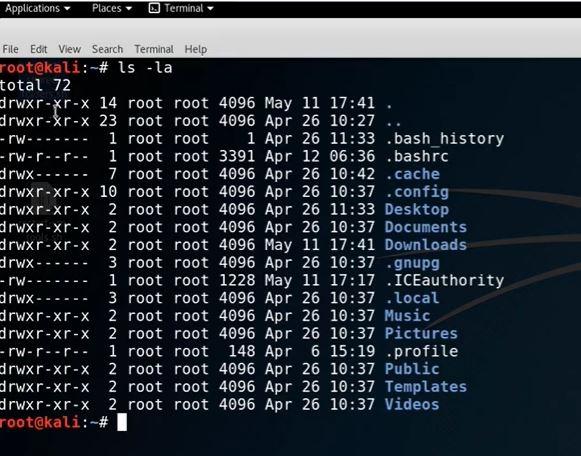 Applications Places Terminal
File Edit View Search Terminal Help
root@kali:~# ls -la
total 72
drwxr-xr-x 14 root root 4096 May 11 17:41 .
drwxr-xr-x 23 root root 4096 Apr 26 10:27 ..
-rw------- 1 root root 1 Apr 26 11:33 .bash_history
-rw-r--r-- 1 root root 3391 Apr 12 06:36 .bashrc
drwx------ 7 root root 4096 Apr 26 10:42 .cache
drwxr-xr-x 10 root root 4096 Apr 26 10:37 .config
drwxr-xr-x 2 root root 4096 Apr 26 11:33 Desktop
drwxr-xr-x 2 root root 4096 Apr 26 10:37 Documents
drwxr-xr-x 2 root root 4096 May 11 17:41 Downloads
drwx------ 3 root root 4096 Apr 26 10:37 .gnupg
-rw------- 1 root root 1228 May 11 17:17 .ICEauthority
drwx------ 3 root root 4096 Apr 26 10:37 .local
drwxr-xr-x 2 root root 4096 Apr 26 10:37 Music
drwxr-xr-x 2 root root 4096 Apr 26 10:37 Pictures
-rw-r--r-- 1 root root 148 Apr 6 15:19 .profile
drwxr-xr-x 2 root root 4096 Apr 26 10:37 Public
drwxr-xr-x 2 root root 4096 Apr 26 10:37 Templates
drwxr-xr-x 2 root root 4096 Apr 26 10:37 Videos
root@kali:~#